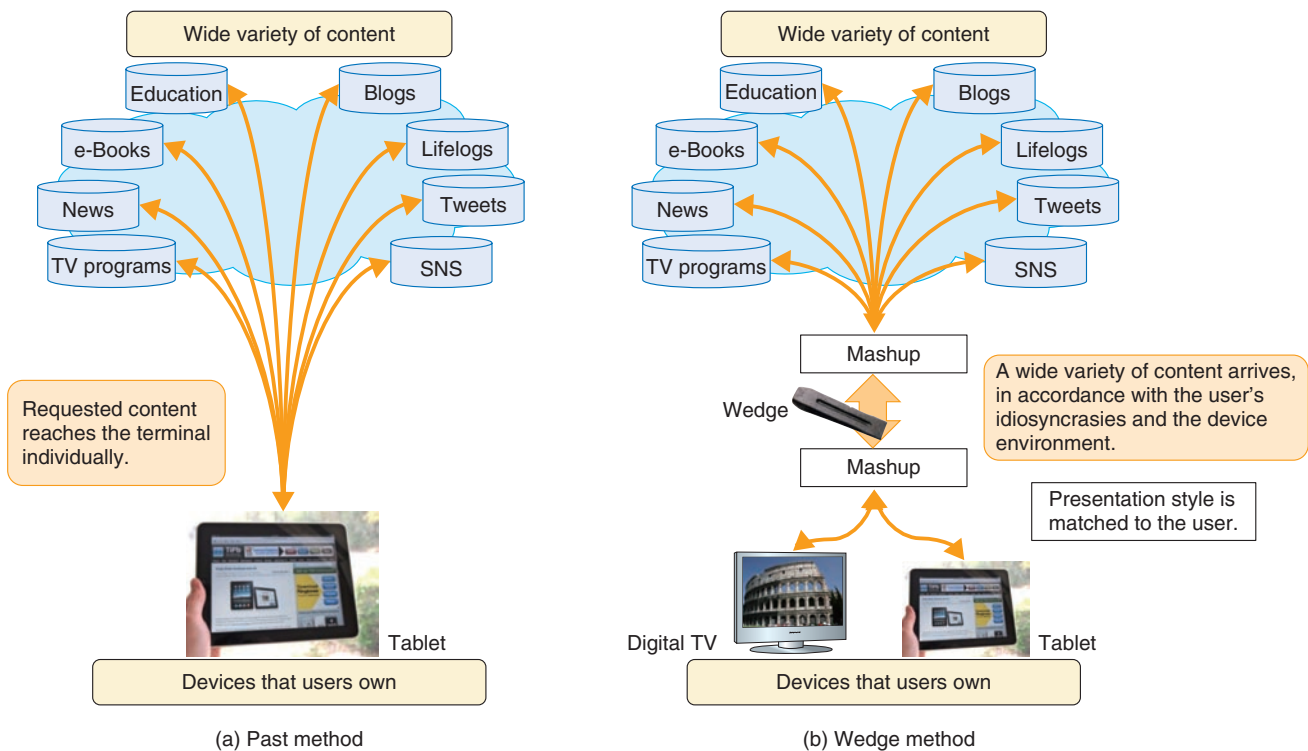 Wide variety of content
Education
Blogs
e-Books
Lifelogs
News
Tweets
TV programs
SNS
Requested content
reaches the terminal
individually.
Tablet
Devices that users own
(a) Past method
Wide variety of content
Education
Blogs
e-Books
Lifelogs
News
Tweets
TV programs
SNS
Mashup
Wedge
Mashup
A wide variety of content arrives,
in accordance with the user's
idiosyncrasies and the device
environment.
Presentation style is
matched to the user.
Digital TV
Tablet
Devices that users own
(b) Wedge method